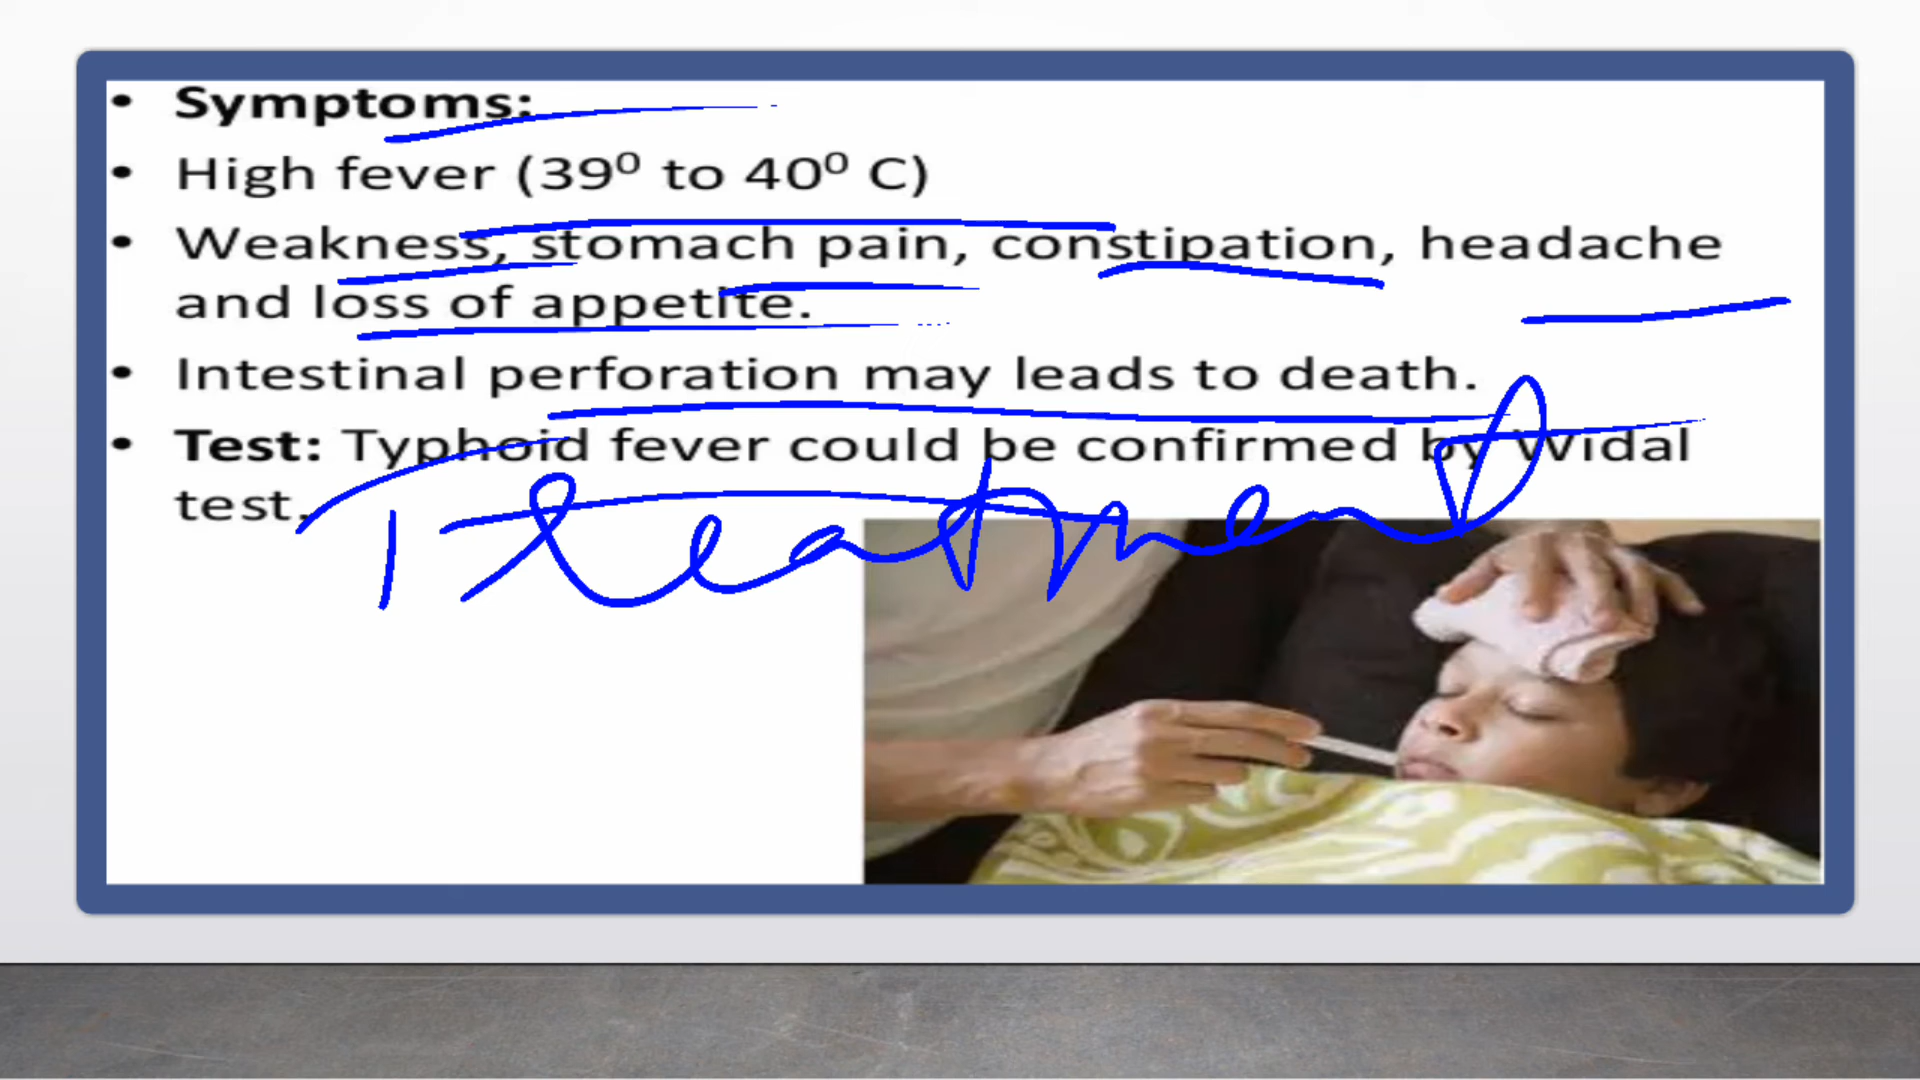 • Symptoms:
• High fever (39⁰ to 40⁰ C)
• Weakness, stomach pain, constipation, headache
and loss of appetite.
• Intestinal perforation may leads to death.
• Test: Typhoid fever could be confirmed by Widal
test.
Treatment